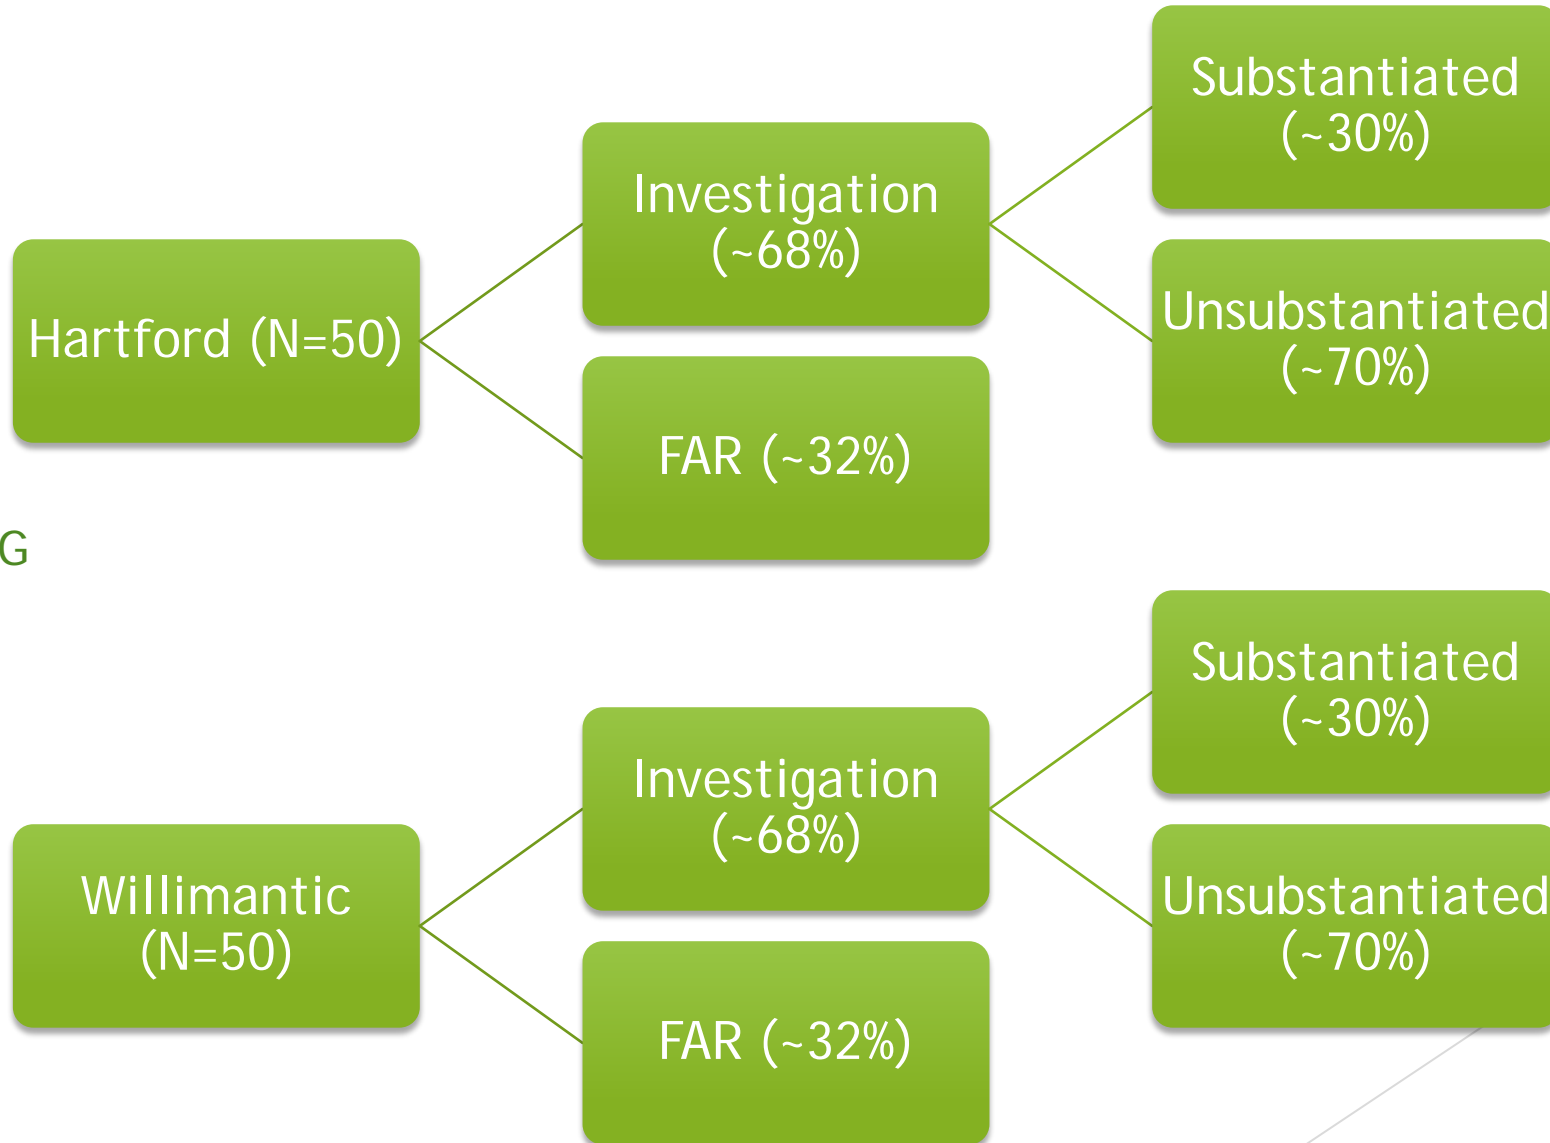 Hartford (N=50)
Investigation
(~68%)
FAR (~32%)
Substantiated
(~30%)
Unsubstantiated
(~70%)
G
Willimantic
(N=50)
Investigation
(~68%)
FAR (~32%)
Substantiated
(~30%)
Unsubstantiated
(~70%)